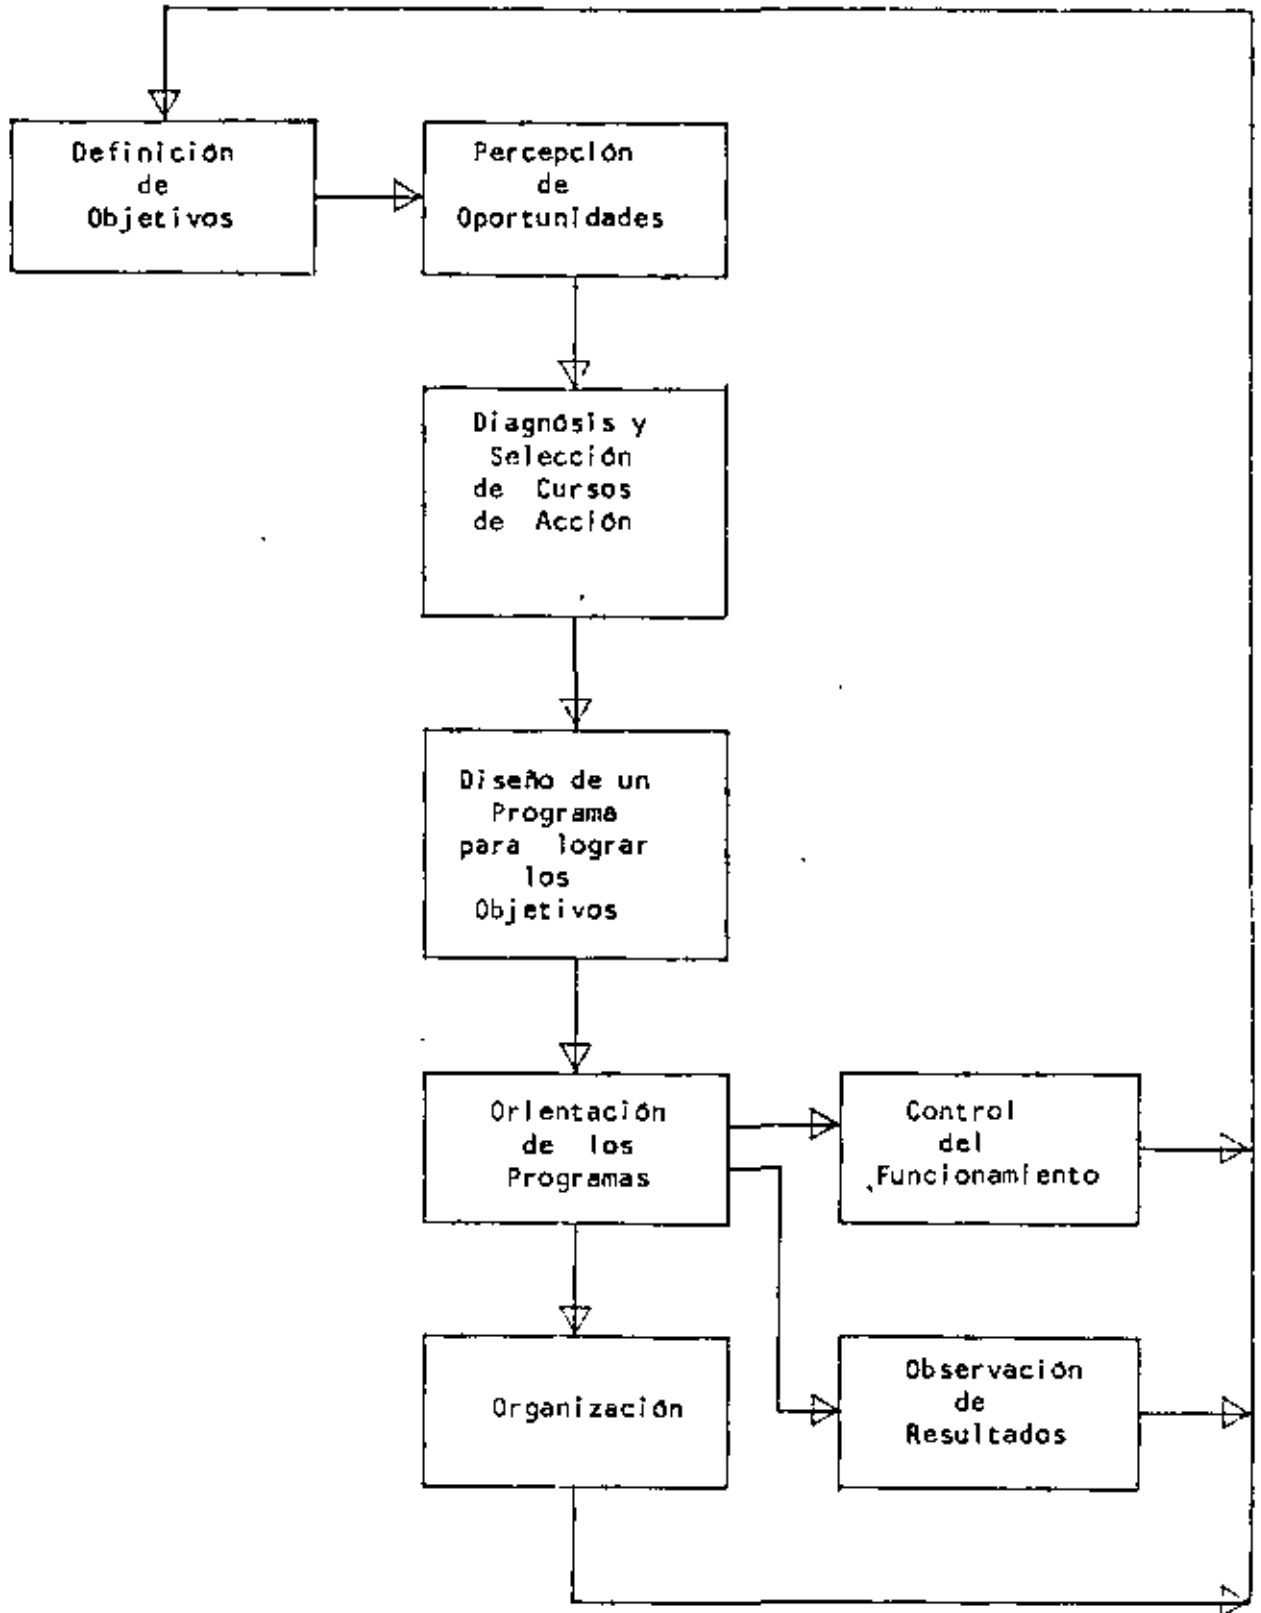 Definición
de
Objetivos
Percepción
de
Oportunidades
Diagnósis y
Selección
de Cursos
de Acción
Diseño de un
Programa
para lograr
los
Objetivos
Orientación
de los
Programas
Control
del
Funcionamiento
Organización
Observación
de
Resultados